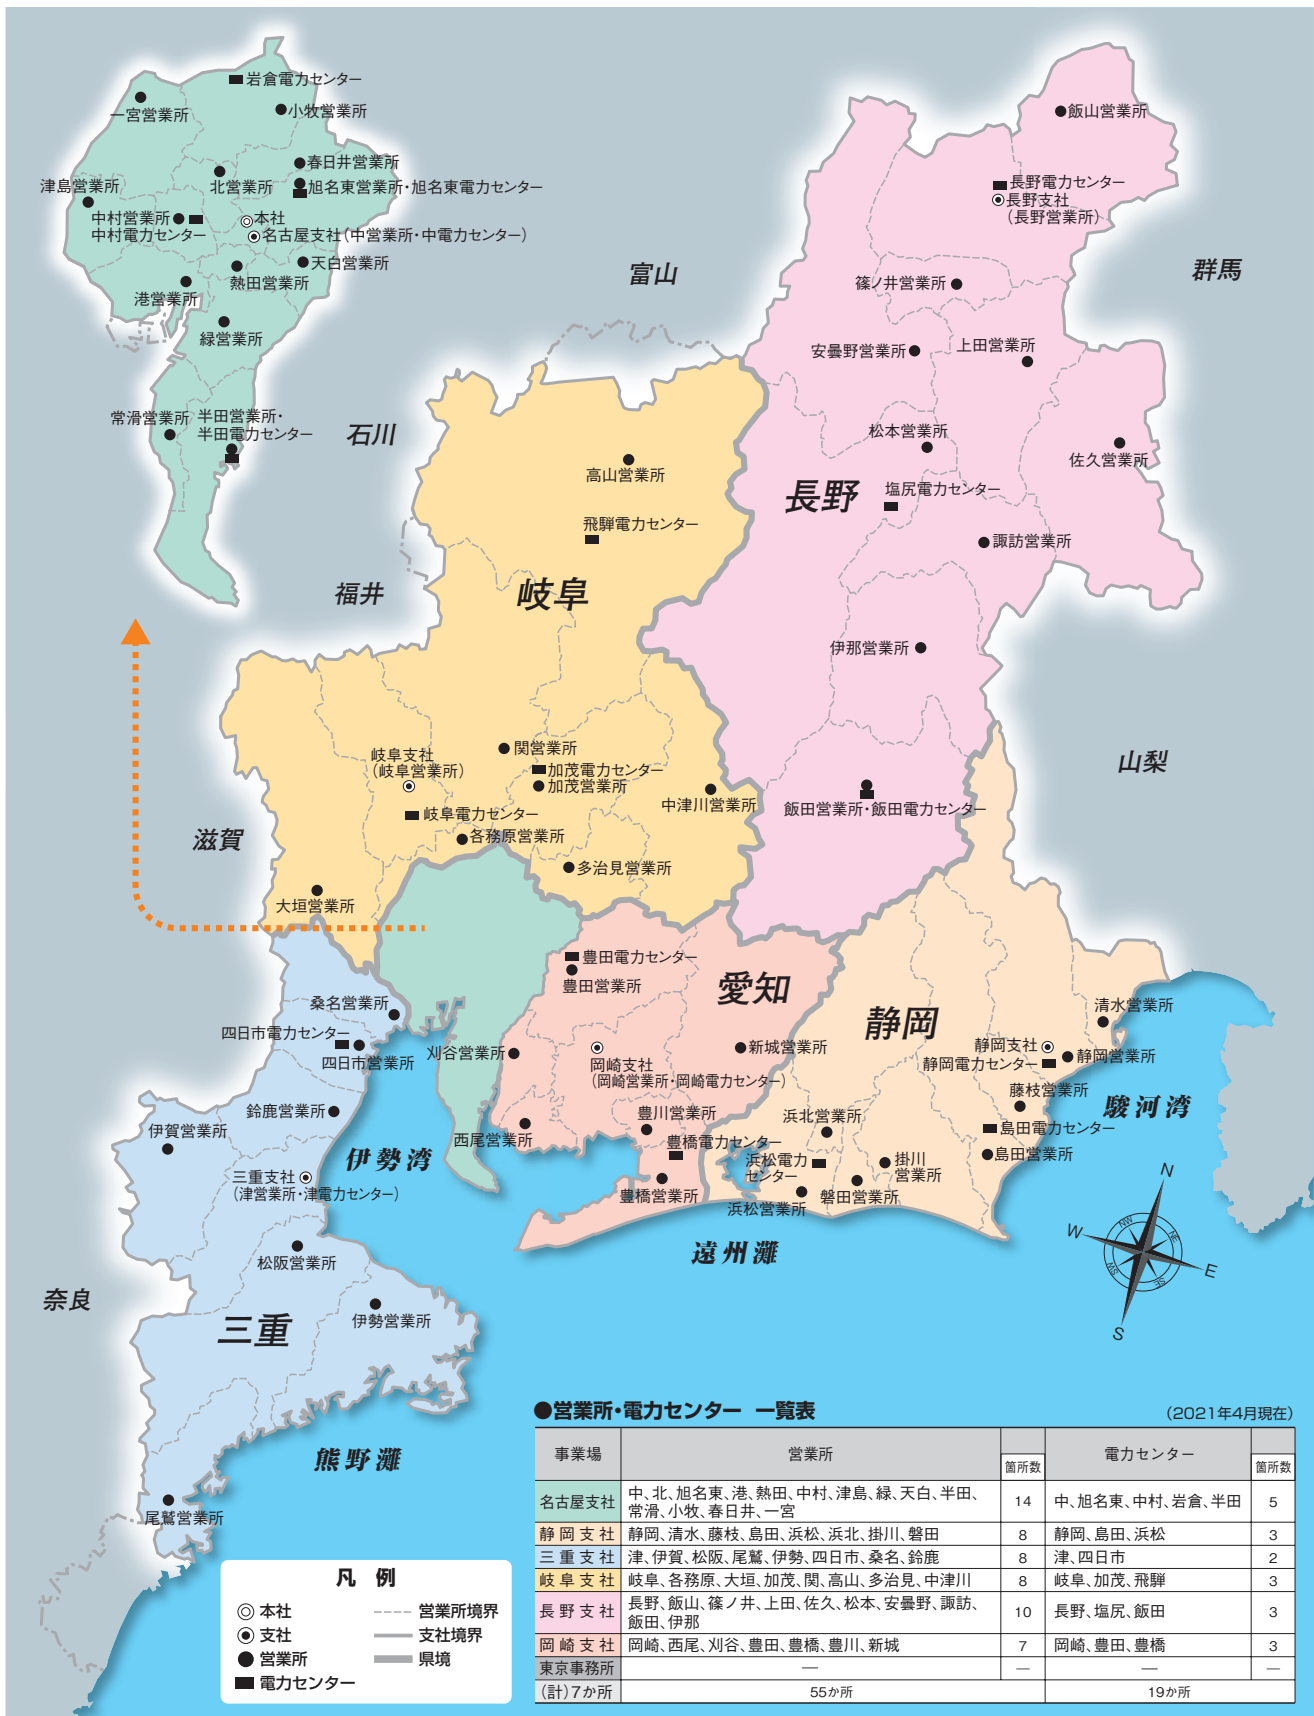 岩倉電力センター
一宮営業所
小牧営業所
春日井営業所
北営業所
旭名東営業所・旭名東電力センター
津島営業所
中村営業所
中村電力センター
本社
名古屋支社(中営業所・中電力センター)
天白営業所
熱田営業所
港営業所
緑営業所
常滑営業所
半田営業所・
半田電力センター
飯山営業所
長野電力センター
長野支社
(長野営業所)
富山
群馬
篠ノ井営業所
安曇野営業所
上田営業所
石川
松本営業所
佐久営業所
高山営業所
長野
塩尻電力センター
飛騨電力センター
諏訪営業所
福井
岐阜
伊那営業所
関営業所
岐阜支社
(岐阜営業所)
加茂電力センター
加茂営業所
中津川営業所
山梨
飯田営業所・飯田電力センター
岐阜電力センター
各務原営業所
滋賀
多治見営業所
大垣営業所
豊田電力センター
豊田営業所
愛知
静岡
桑名営業所
清水営業所
四日市電力センター
四日市営業所
刈谷営業所
岡崎支社
(岡崎営業所・岡崎電力センター)
新城営業所
静岡支社
静岡電力センター
静岡営業所
藤枝営業所
駿河湾
鈴鹿営業所
伊賀営業所
伊勢湾
西尾営業所
豊川営業所
豊橋電力センター
浜北営業所
島田電力センター
島田営業所
浜松電力
センター
掛川
営業所
三重支社
(津営業所・津電力センター)
豊橋営業所
浜松営業所
磐田営業所
N
NW
NE
W
E
SW
SE
S
松阪営業所
遠州灘
奈良
三重
伊勢営業所
熊野灘
尾鷲営業所
凡 例
本社
支社
営業所
電力センター
営業所境界
支社境界
県境
●営業所・電力センター 一覧表
(2021年4月現在)
事業場 営業所 箇所数 電力センター 箇所数
名古屋支社 中、北、旭名東、港、熱田、中村、津島、緑、天白、半田、 14 中、旭名東、中村、岩倉、半田 5
常滑、小牧、春日井、一宮
静岡支社 静岡、清水、藤枝、島田、浜松、浜北、掛川、磐田 8 静岡、島田、浜松 3
三重支社 津、伊賀、松阪、尾鷲、伊勢、四日市、桑名、鈴鹿 8 津、四日市 2
岐阜支社 岐阜、各務原、大垣、加茂、関、高山、多治見、中津川 8 岐阜、加茂、飛騨 3
長野支社 長野、飯山、篠ノ井、上田、佐久、松本、安曇野、諏訪、 10 長野、塩尻、飯田 3
飯田、伊那
岡崎支社 岡崎、西尾、刈谷、豊田、豊橋、豊川、新城 7 岡崎、豊田、豊橋 3
東京事務所 — — — —
(計)7か所 55か所 19か所